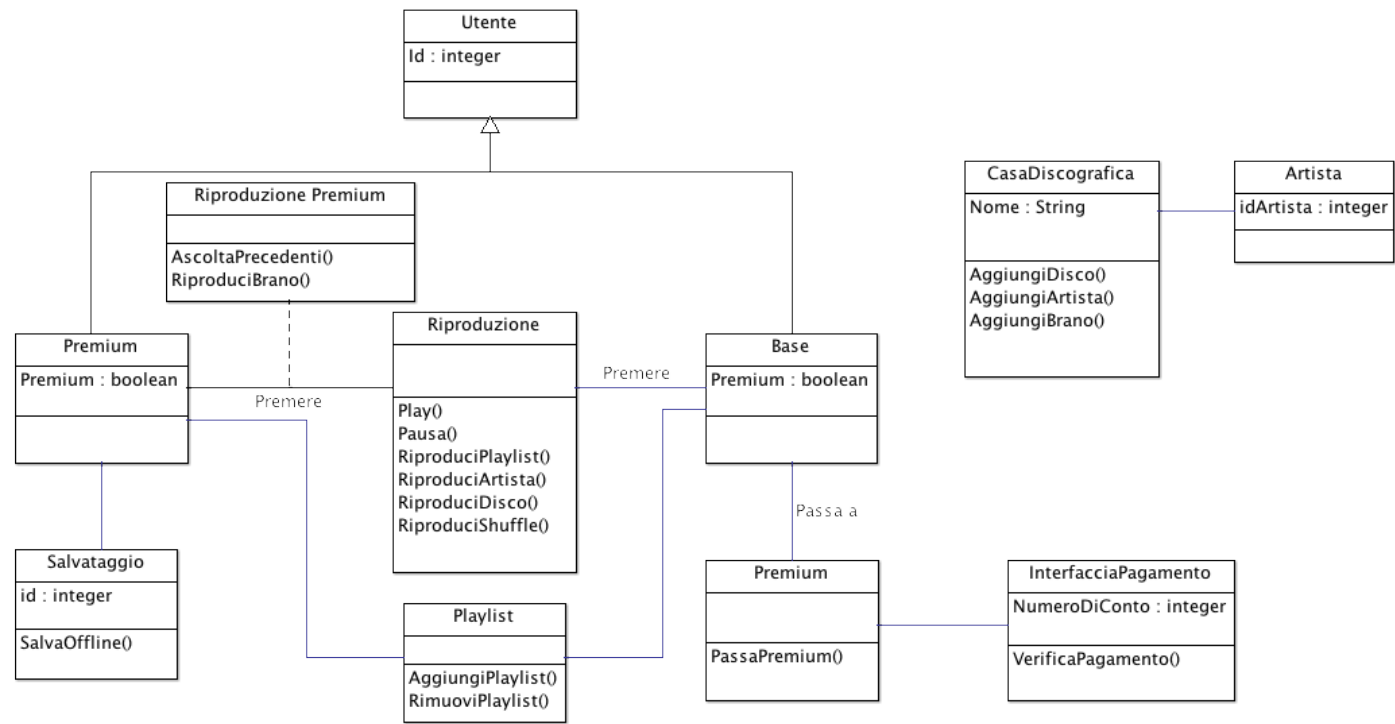 Utente
Id : integer
Riproduzione Premium
AscoltaPrecedenti()
RiproduciBrano()
CasaDiscografica
Nome : String
AggiungiDisco()
AggiungiArtista()
AggiungiBrano()
Artista
idArtista : integer
Premium
Premium : boolean
Premere
Riproduzione
Play()
Pausa()
RiproduciPlaylist()
RiproduciArtista()
RiproduciDisco()
RiproduciShuffle()
Premere
Base
Premium : boolean
Passa a
Salvataggio
id : integer
SalvaOffline()
Playlist
AggiungiPlaylist()
RimuoviPlaylist()
Premium
PassaPremium()
InterfacciaPagamento
NumeroDiConto : integer
VerificaPagamento()